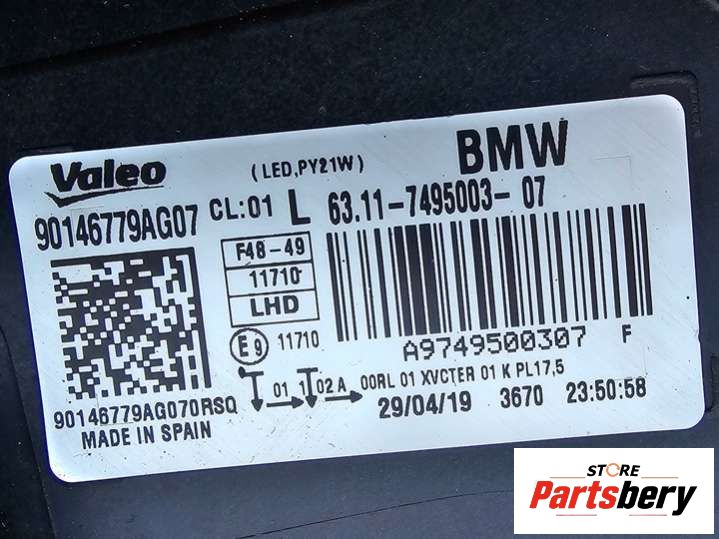 Valeo (LED,PY21W) BMW
90146779AG07 CL:01 L 63.11-7495003-07
F48-49
11710
LHD
E9 11710
A9749500307 F
01 1 02A 00RL 01 XVCTER 01 K PL17,5
90146779AG070RSQ 29/04/19 3670 23:50:58
MADE IN SPAIN
STORE
Partsbery